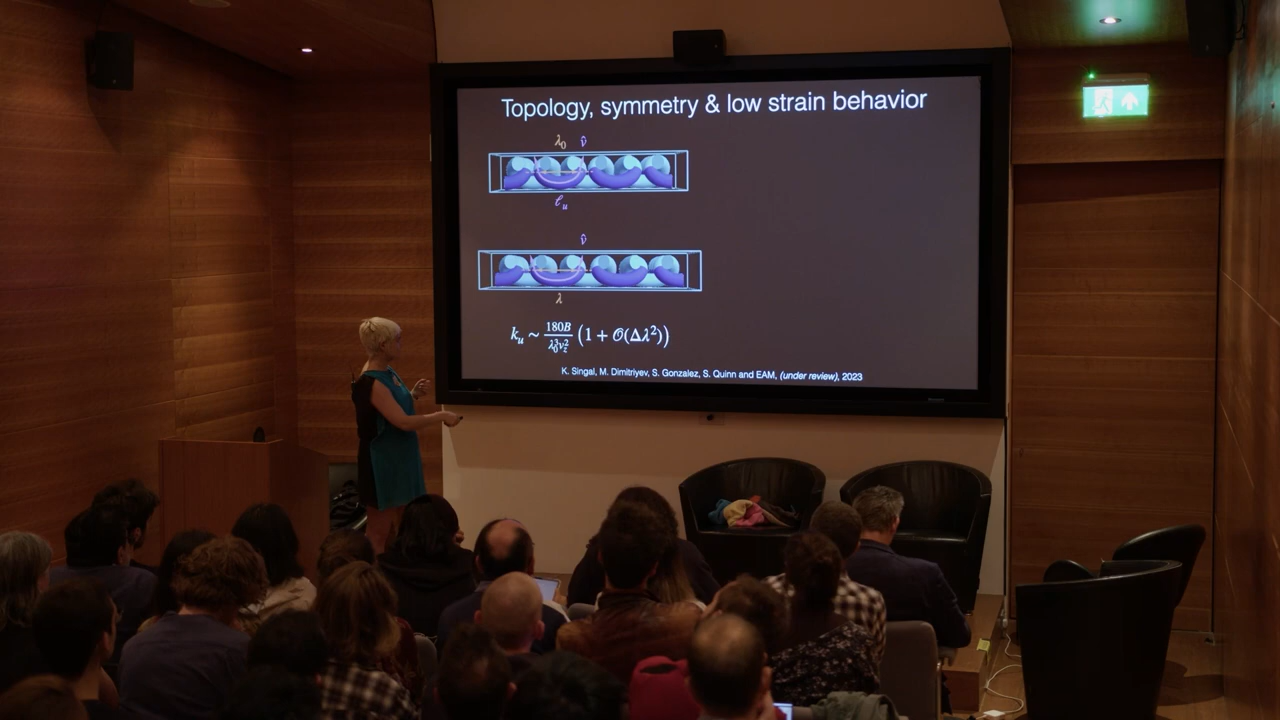 Topology, symmetry & low strain behavior
λ₀ ν̂
ℓᵤ
ν̂
λ
kᵤ ~ 180B/λ₀³v_z² (1 + 𝒪(Δλ²))
K. Singal, M. Dimitriyev, S. Gonzalez, S. Quinn and EAM, (under review), 2023